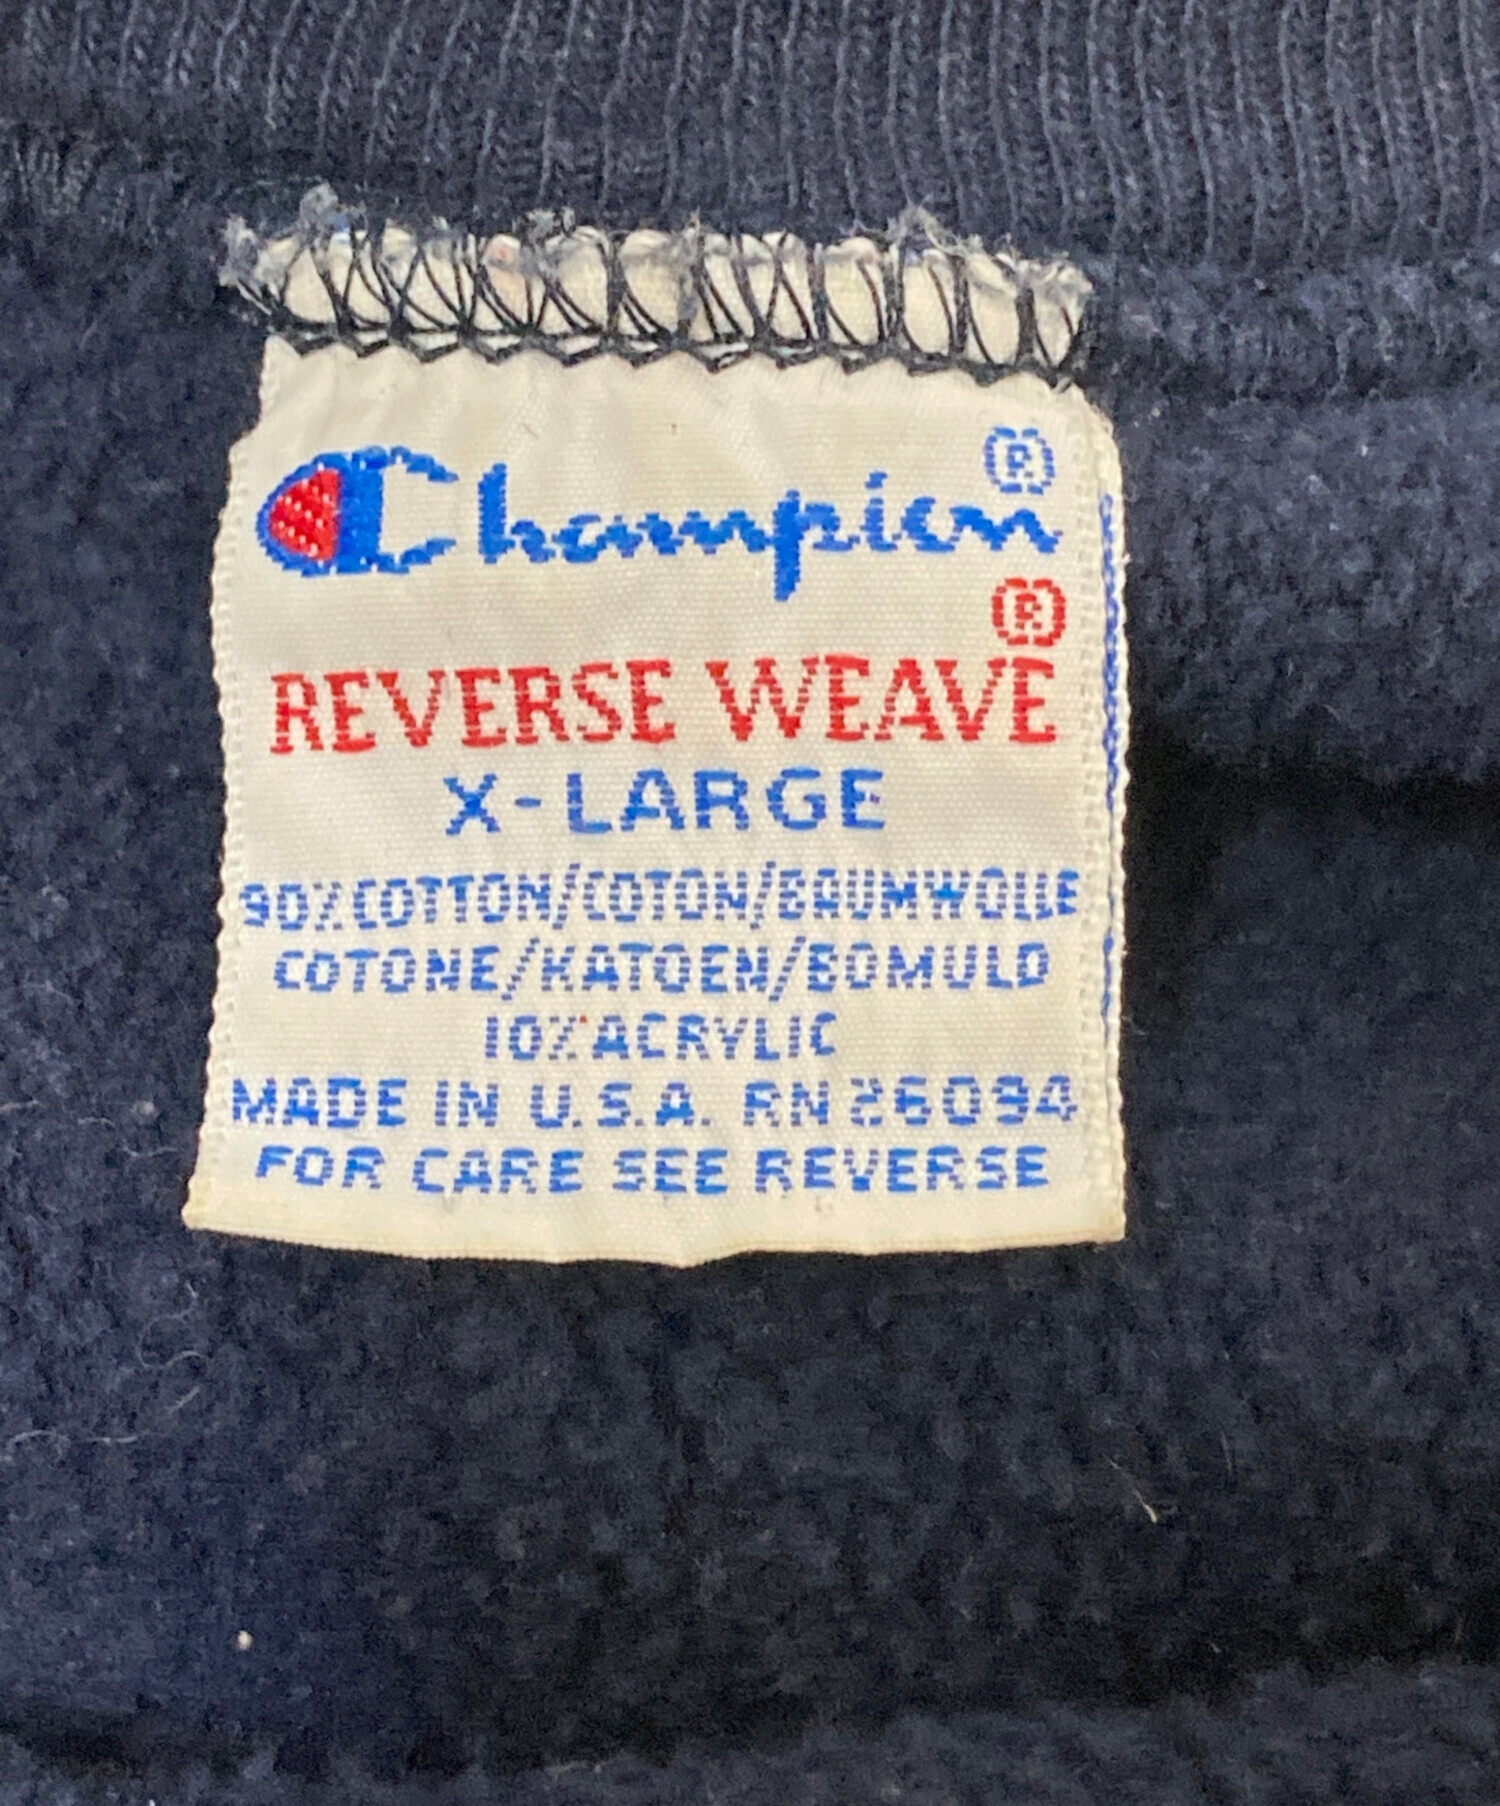 Champion®
REVERSE WEAVE®
X-LARGE
90%COTTON/COTON/BAUMWOLLE
COTONE/KATOEN/BOMULD
10%ACRYLIC
MADE IN U.S.A. RN 26094
FOR CARE SEE REVERSE